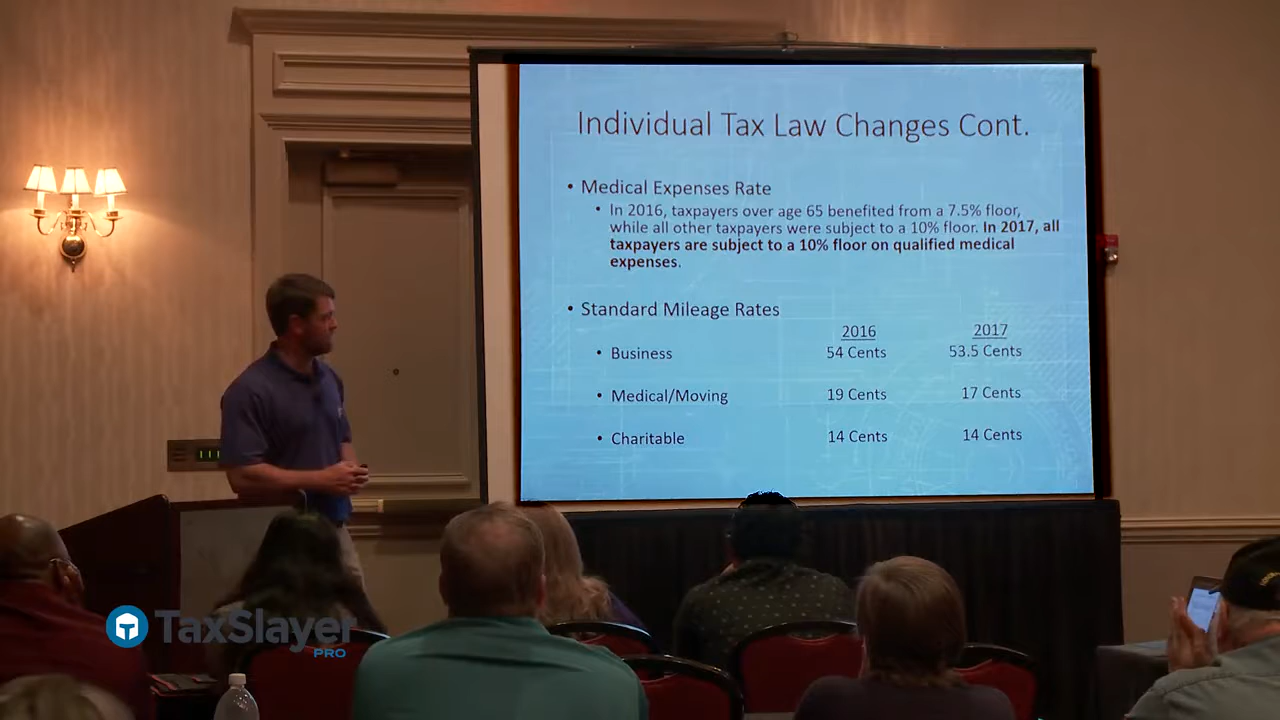 Individual Tax Law Changes Cont.
• Medical Expenses Rate
• In 2016, taxpayers over age 65 benefited from a 7.5% floor,
while all other taxpayers were subject to a 10% floor. In 2017, all
taxpayers are subject to a 10% floor on qualified medical
expenses.
• Standard Mileage Rates
2016 2017
• Business 54 Cents 53.5 Cents
• Medical/Moving 19 Cents 17 Cents
• Charitable 14 Cents 14 Cents
TaxSlayer
PRO